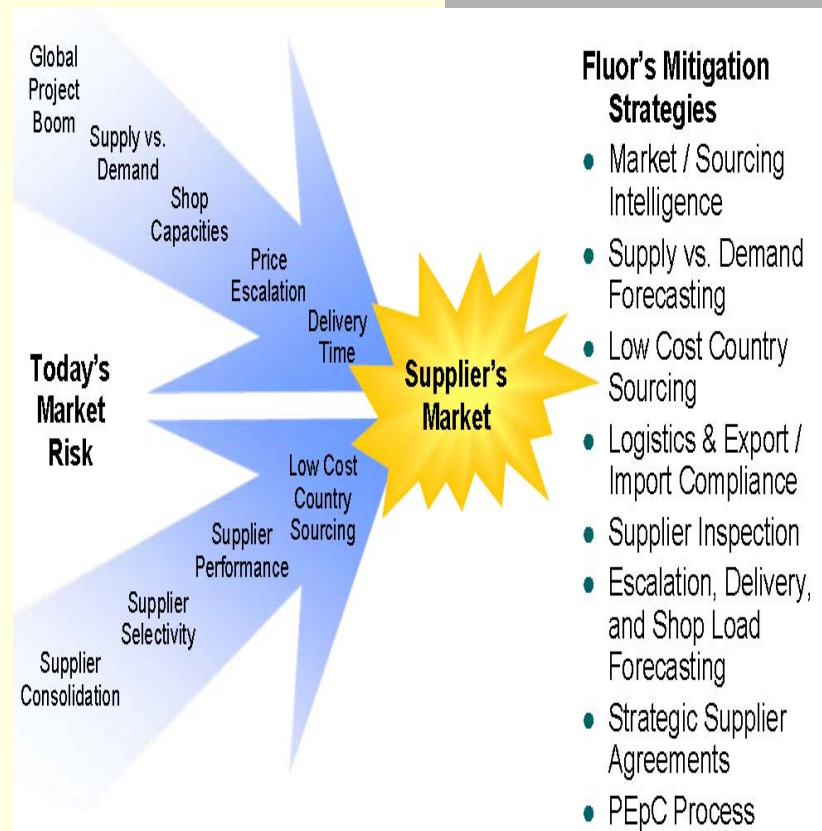 Global
Project
Boom
Supply vs.
Demand
Shop
Capacities
Price
Escalation
Delivery
Time
Today's
Market
Risk
Supplier's
Market
Low Cost
Country
Sourcing
Supplier
Performance
Supplier
Selectivity
Supplier
Consolidation
Fluor's Mitigation
Strategies
• Market / Sourcing
Intelligence
• Supply vs. Demand
Forecasting
• Low Cost Country
Sourcing
• Logistics & Export /
Import Compliance
• Supplier Inspection
• Escalation, Delivery,
and Shop Load
Forecasting
• Strategic Supplier
Agreements
• PEpC Process